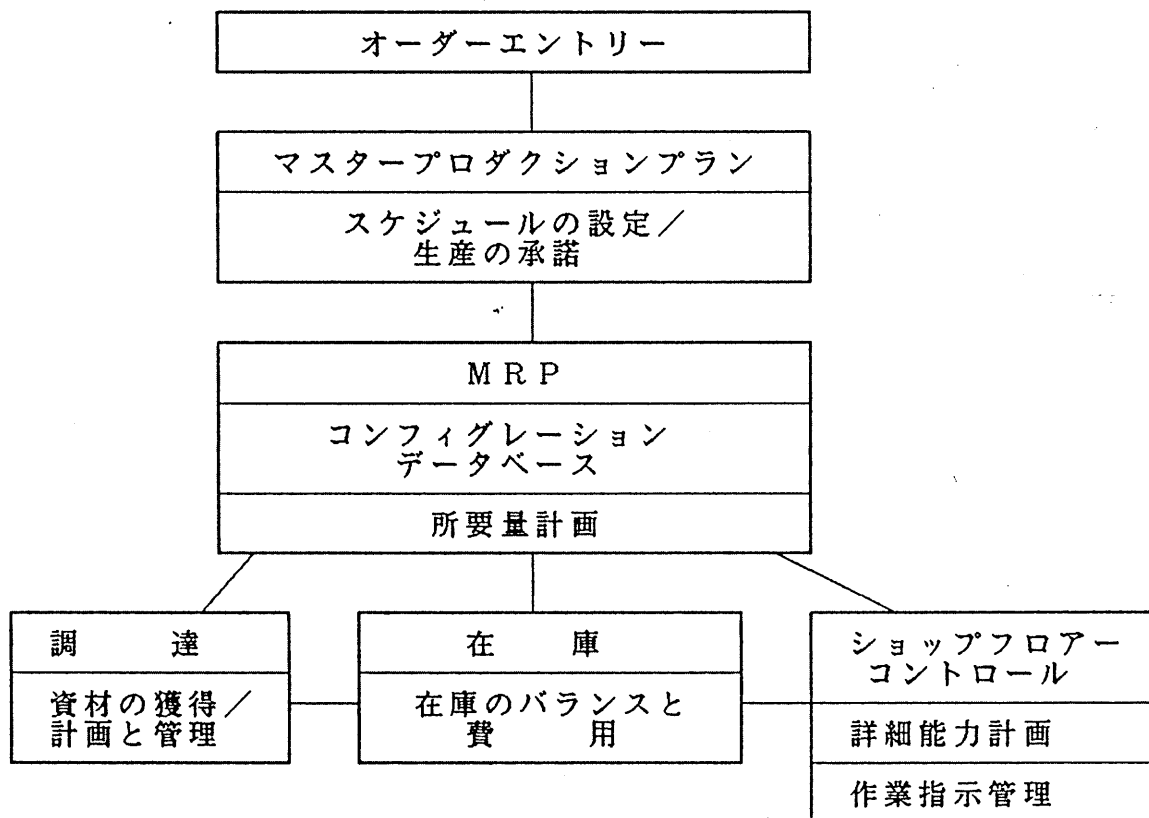 オーダーエントリー
マスタープロダクションプラン
スケジュールの設定／
生産の承諾
MRP
コンフィグレーション
データベース
所要量計画
調達
資材の獲得／
計画と管理
在庫
在庫のバランスと
費用
ショップフロアー
コントロール
詳細能力計画
作業指示管理